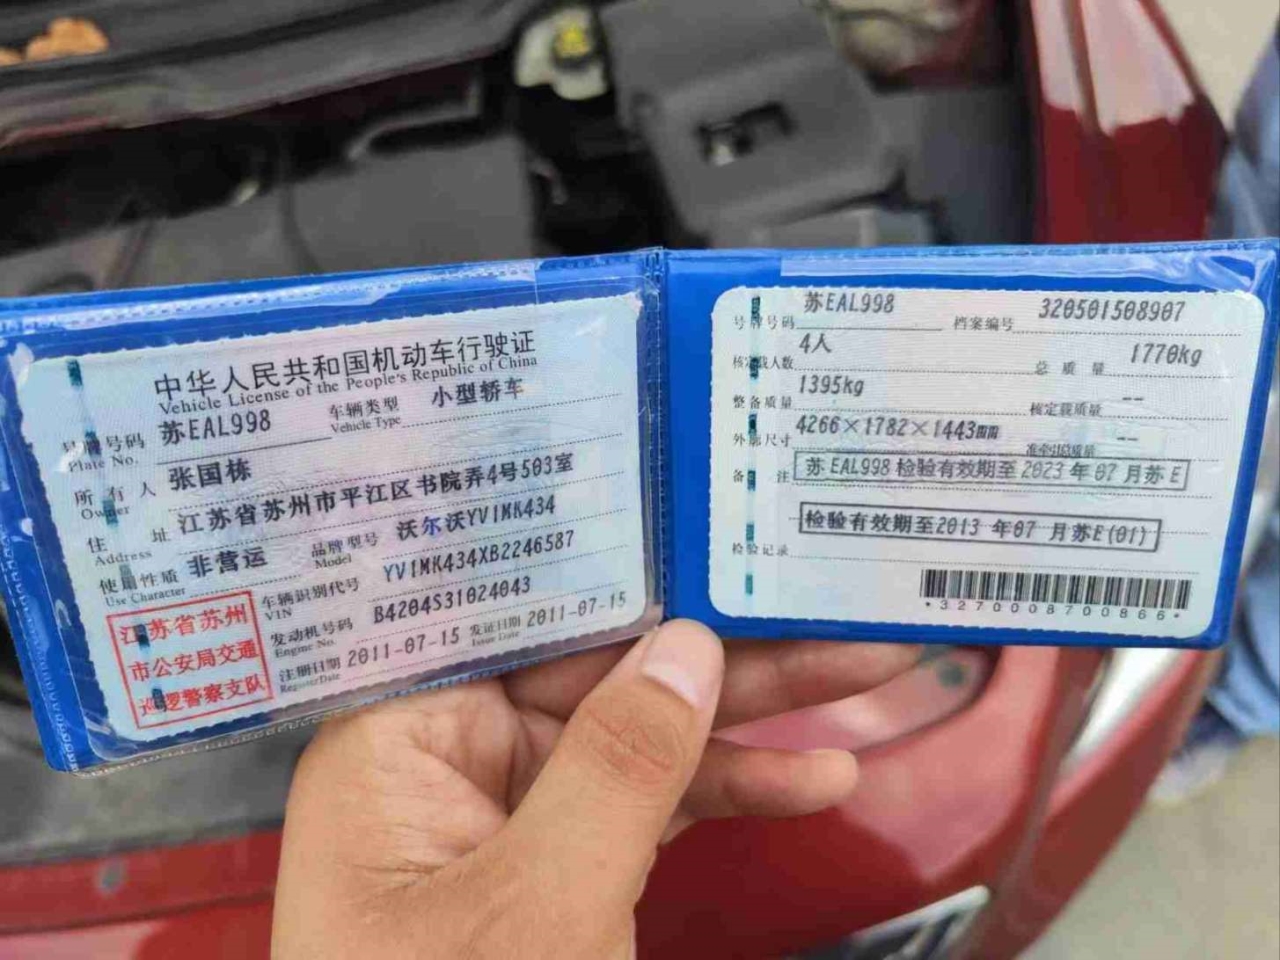 中华人民共和国机动车行驶证
Vehicle License of the People's Republic of China
号牌号码 苏EAL998 车辆类型 小型轿车
Plate No. Vehicle Type
所有人 张国栋
Owner
住址 江苏省苏州市平江区书院弄4号503室
Address
使用性质 非营运 品牌型号 沃尔沃YV1MK434
Use Character Model
江苏省苏州
市公安局交通
巡逻警察支队
车辆识别代号 YV1MK434XB2246587
VIN
发动机号码 B4204S31024043
Engine No.
注册日期 2011-07-15 发证日期 2011-07-15
Register Date Issue Date
号牌号码 苏EAL998 档案编号 320501508907
核定载人数 4人 总质量 1770kg
整备质量 1395kg 核定载质量 --
外廓尺寸 4266×1782×1443mm 准牵引总质量 --
备注 苏EAL998检验有效期至2023年07月苏E
检验有效期至2013年07月苏E(01)
检验记录
*3270008700866*